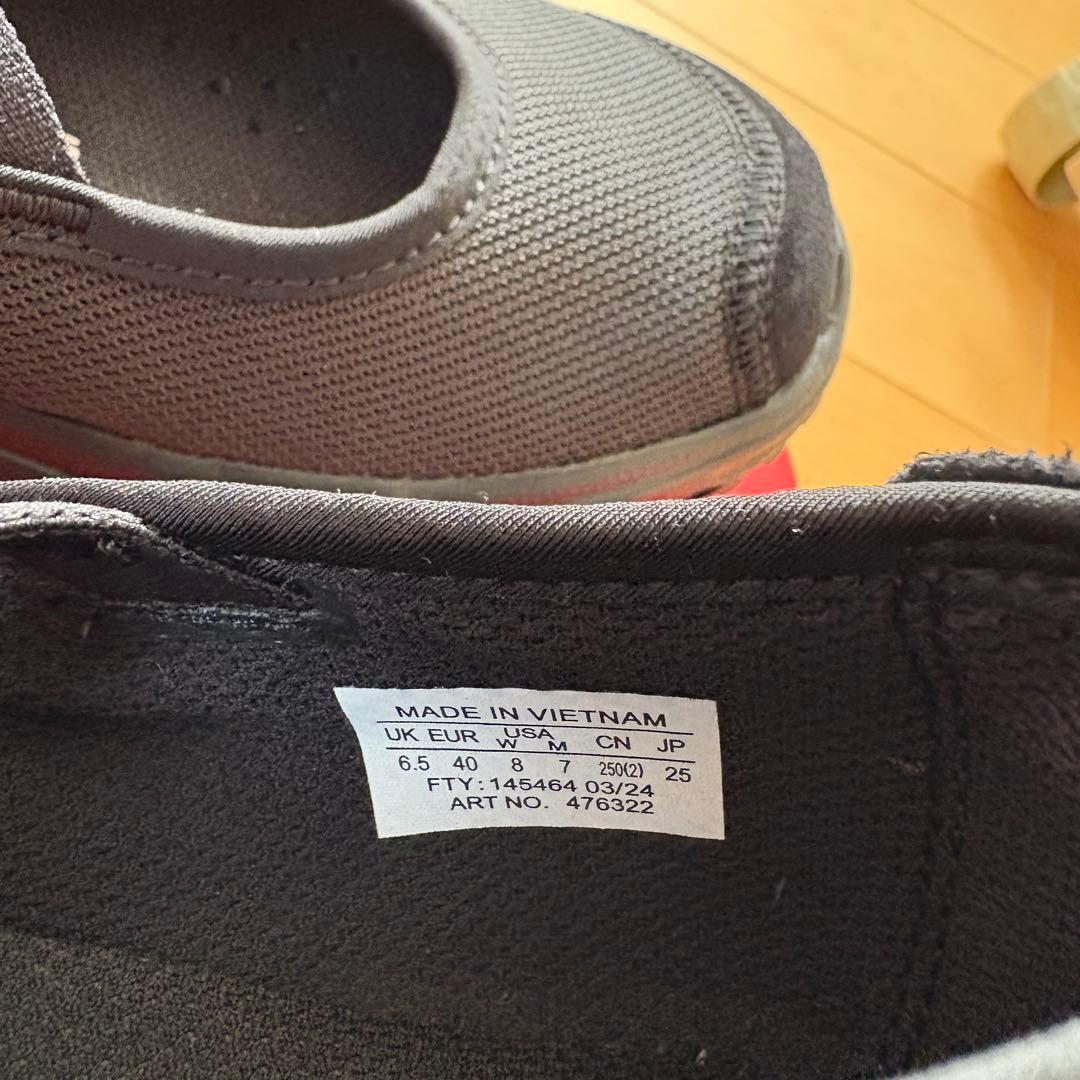 MADE IN VIETNAM
UK EUR USA W M CN JP
6.5 40 8 7 250(2) 25
FTY: 145464 03/24
ART NO. 476322